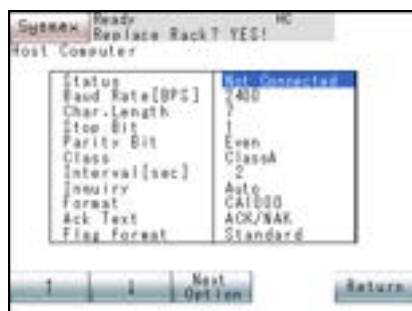 Sysmex Ready HC
Replace Rack? YES!
Host Computer
Status Not Connected
Baud Rate[BPS] 2400
Char.Length 7
Stop Bit 1
Parity Bit Even
Class ClassA
Interval[sec] 2
Inquiry Auto
Format CA1000
Ack Text ACK/NAK
Flag Format Standard
↑ ↓ Next Option Return